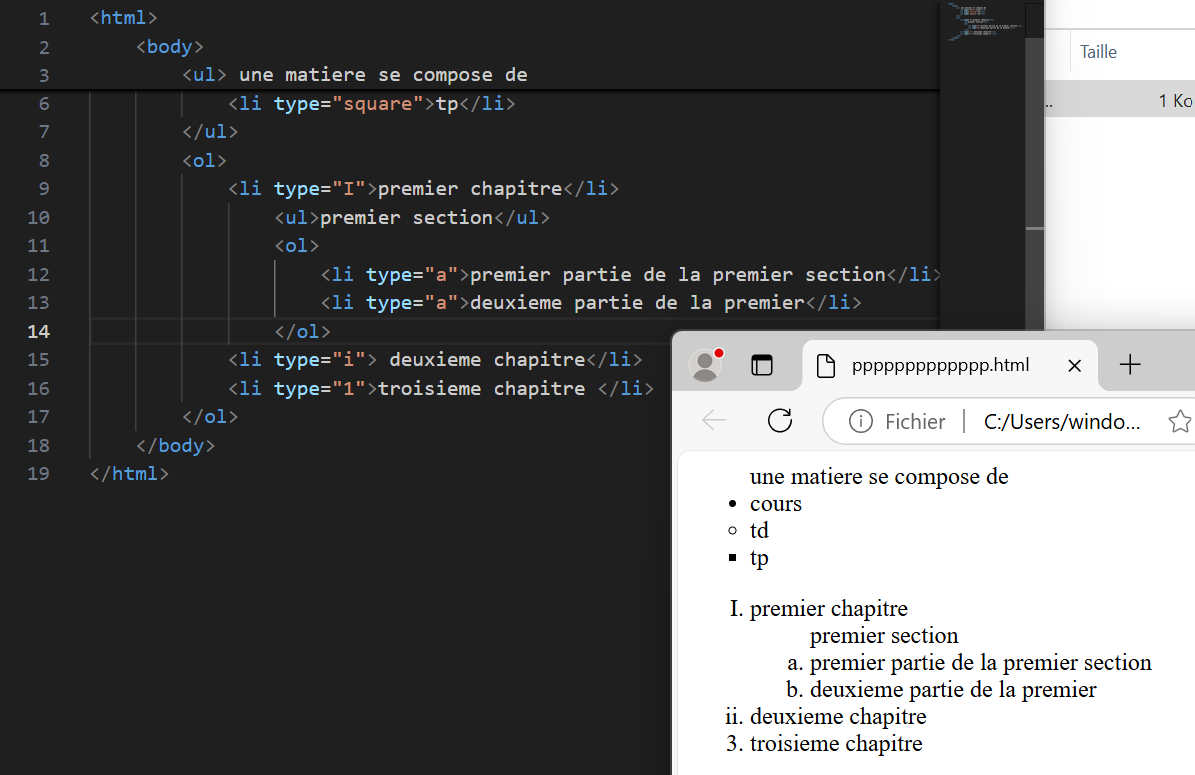 1 <html>
2 <body>
3 <ul> une matiere se compose de
6 <li type="square">tp</li>
7 </ul>
8 <ol>
9 <li type="I">premier chapitre</li>
10 <ul>premier section</ul>
11 <ol>
12 <li type="a">premier partie de la premier section</li>
13 <li type="a">deuxieme partie de la premier</li>
14 </ol>
15 <li type="i"> deuxieme chapitre</li>
16 <li type="1">troisieme chapitre </li>
17 </ol>
18 </body>
19 </html>
Taille
.. 1 Ko
ppppppppppppp.html
Fichier C:/Users/windo...
une matiere se compose de
• cours
○ td
▪ tp
I. premier chapitre
premier section
a. premier partie de la premier section
b. deuxieme partie de la premier
ii. deuxieme chapitre
3. troisieme chapitre